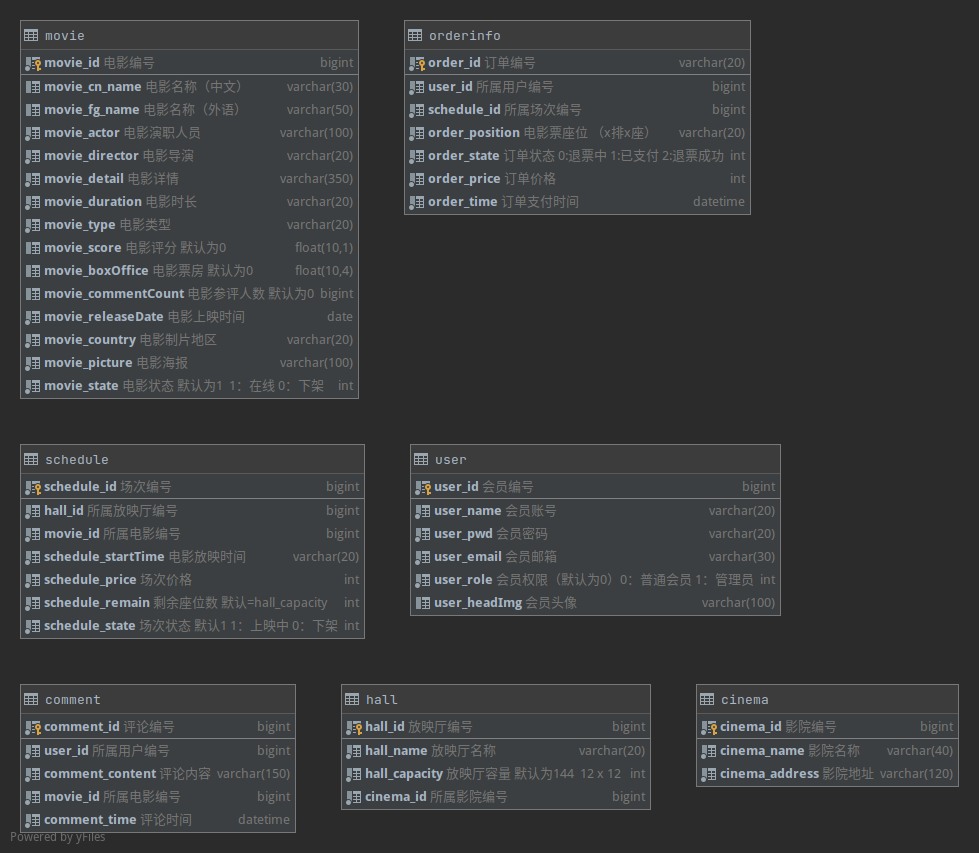 movie
movie_id 电影编号 bigint
movie_cn_name 电影名称（中文） varchar(30)
movie_fg_name 电影名称（外语） varchar(50)
movie_actor 电影演职人员 varchar(100)
movie_director 电影导演 varchar(20)
movie_detail 电影详情 varchar(350)
movie_duration 电影时长 varchar(20)
movie_type 电影类型 varchar(20)
movie_score 电影评分 默认为0 float(10,1)
movie_boxOffice 电影票房 默认为0 float(10,4)
movie_commentCount 电影参评人数 默认为0 bigint
movie_releaseDate 电影上映时间 date
movie_country 电影制片地区 varchar(20)
movie_picture 电影海报 varchar(100)
movie_state 电影状态 默认为1 1：在线 0：下架 int
orderinfo
order_id 订单编号 varchar(20)
user_id 所属用户编号 bigint
schedule_id 所属场次编号 bigint
order_position 电影票座位 （x排x座） varchar(20)
order_state 订单状态 0:退票中 1:已支付 2:退票成功 int
order_price 订单价格 int
order_time 订单支付时间 datetime
schedule
schedule_id 场次编号 bigint
hall_id 所属放映厅编号 bigint
movie_id 所属电影编号 bigint
schedule_startTime 电影放映时间 varchar(20)
schedule_price 场次价格 int
schedule_remain 剩余座位数 默认=hall_capacity int
schedule_state 场次状态 默认1 1：上映中 0：下架 int
user
user_id 会员编号 bigint
user_name 会员账号 varchar(20)
user_pwd 会员密码 varchar(20)
user_email 会员邮箱 varchar(30)
user_role 会员权限（默认为0）0：普通会员 1：管理员 int
user_headImg 会员头像 varchar(100)
comment
comment_id 评论编号 bigint
user_id 所属用户编号 bigint
comment_content 评论内容 varchar(150)
movie_id 所属电影编号 bigint
comment_time 评论时间 datetime
hall
hall_id 放映厅编号 bigint
hall_name 放映厅名称 varchar(20)
hall_capacity 放映厅容量 默认为144 12 x 12 int
cinema_id 所属影院编号 bigint
cinema
cinema_id 影院编号 bigint
cinema_name 影院名称 varchar(40)
cinema_address 影院地址 varchar(120)
Powered by yFiles